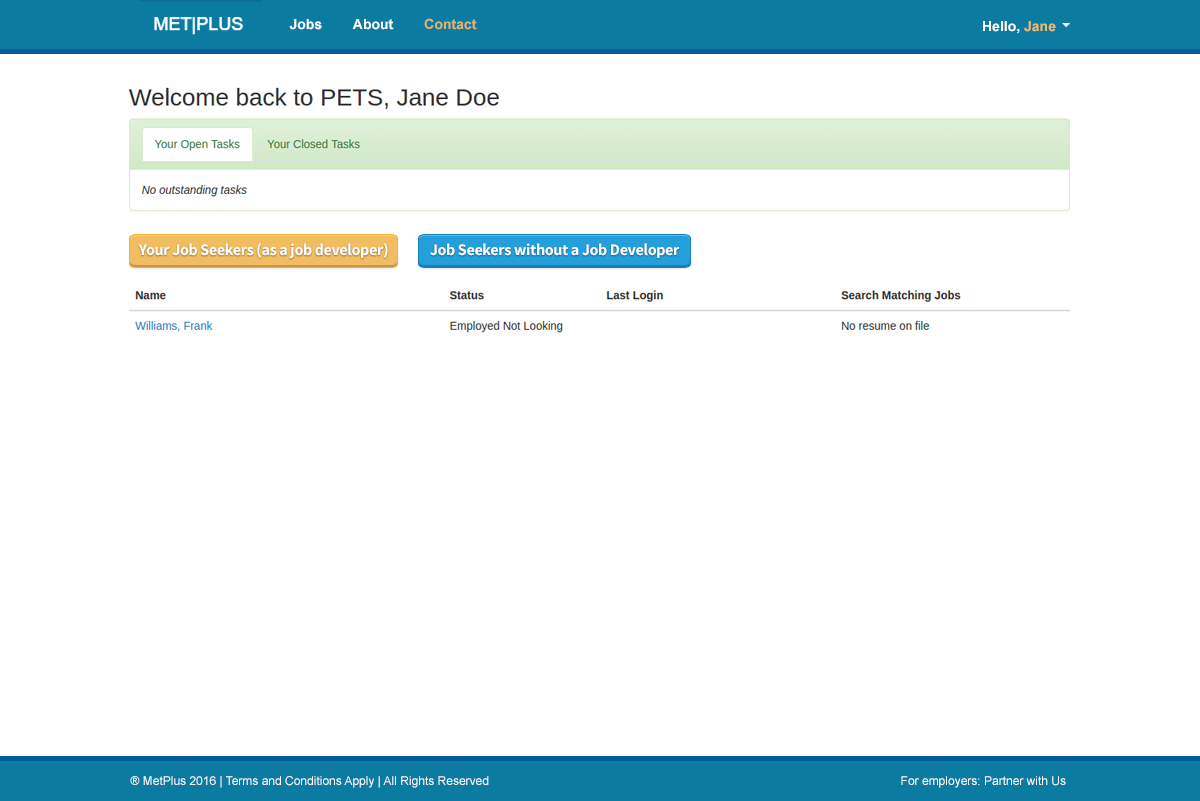 MET|PLUS Jobs About Contact Hello, Jane
Welcome back to PETS, Jane Doe
Your Open Tasks Your Closed Tasks
No outstanding tasks
Your Job Seekers (as a job developer) Job Seekers without a Job Developer
Name Status Last Login Search Matching Jobs
Williams, Frank Employed Not Looking No resume on file
® MetPlus 2016 | Terms and Conditions Apply | All Rights Reserved For employers: Partner with Us